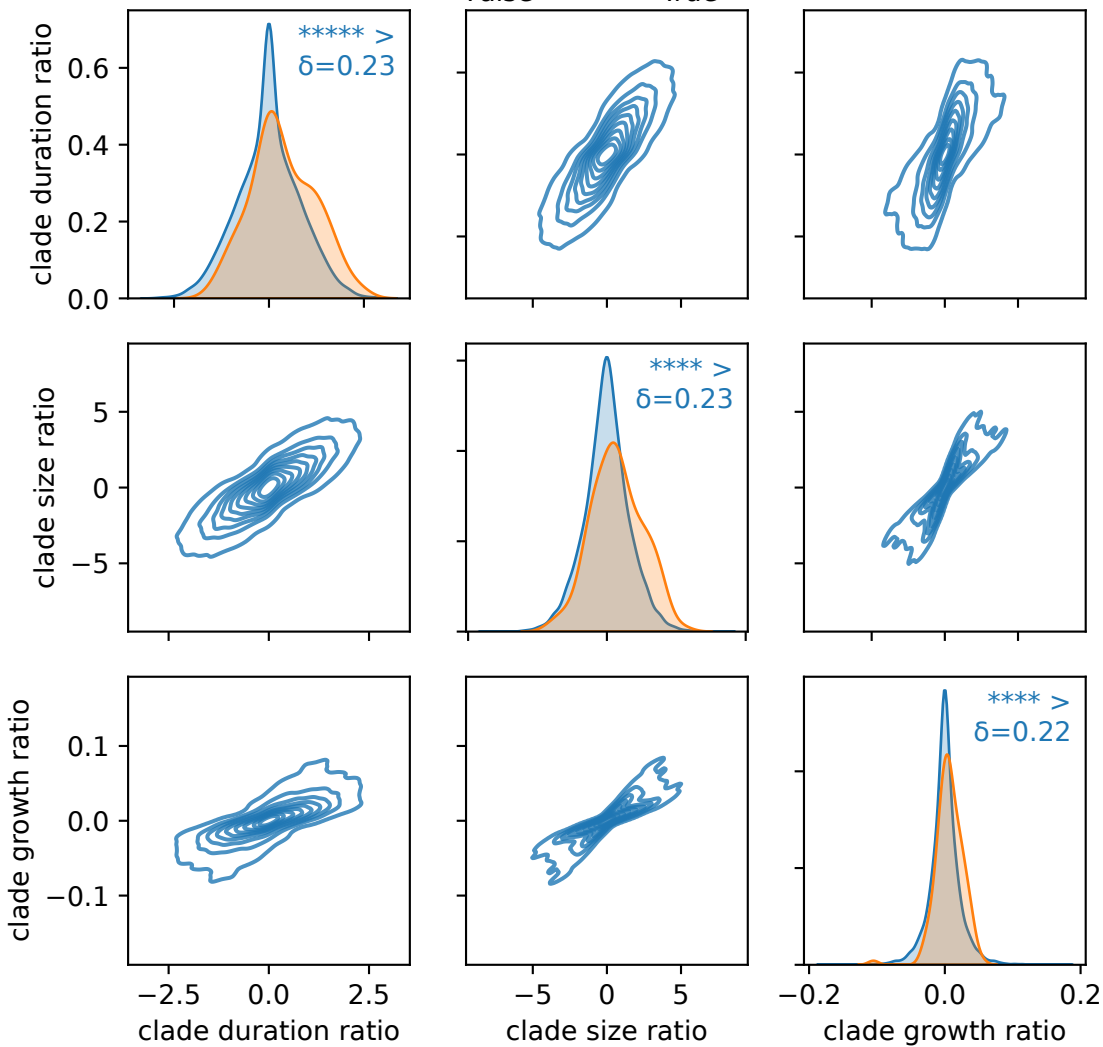 clade duration ratio
0.6
0.4
0.2
0.0
***** >
δ=0.23
clade size ratio
5
0
−5
**** >
δ=0.23
clade growth ratio
0.1
0.0
−0.1
**** >
δ=0.22
−2.5 0.0 2.5
clade duration ratio
−5 0 5
clade size ratio
−0.2 0.0 0.2
clade growth ratio